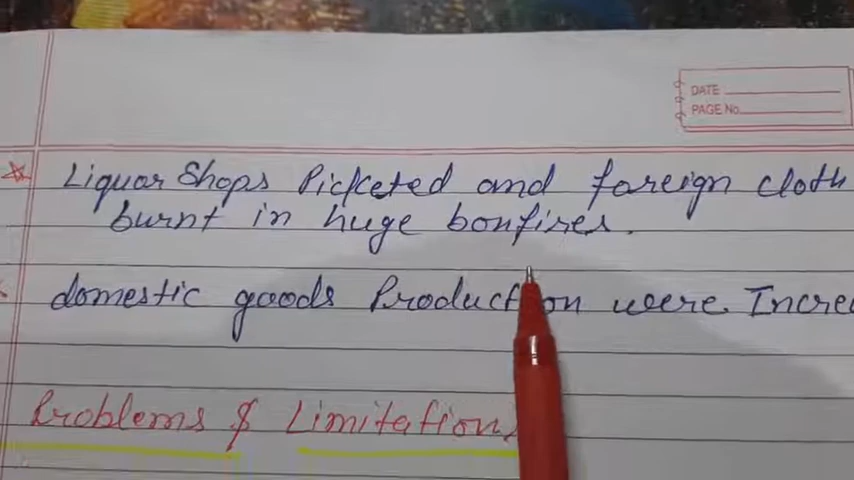 DATE
PAGE No.
Liquar Shops Picketed and foreign cloth
burnt in huge bonfires.
domestic goods Production were Incre
Problems & Limitations